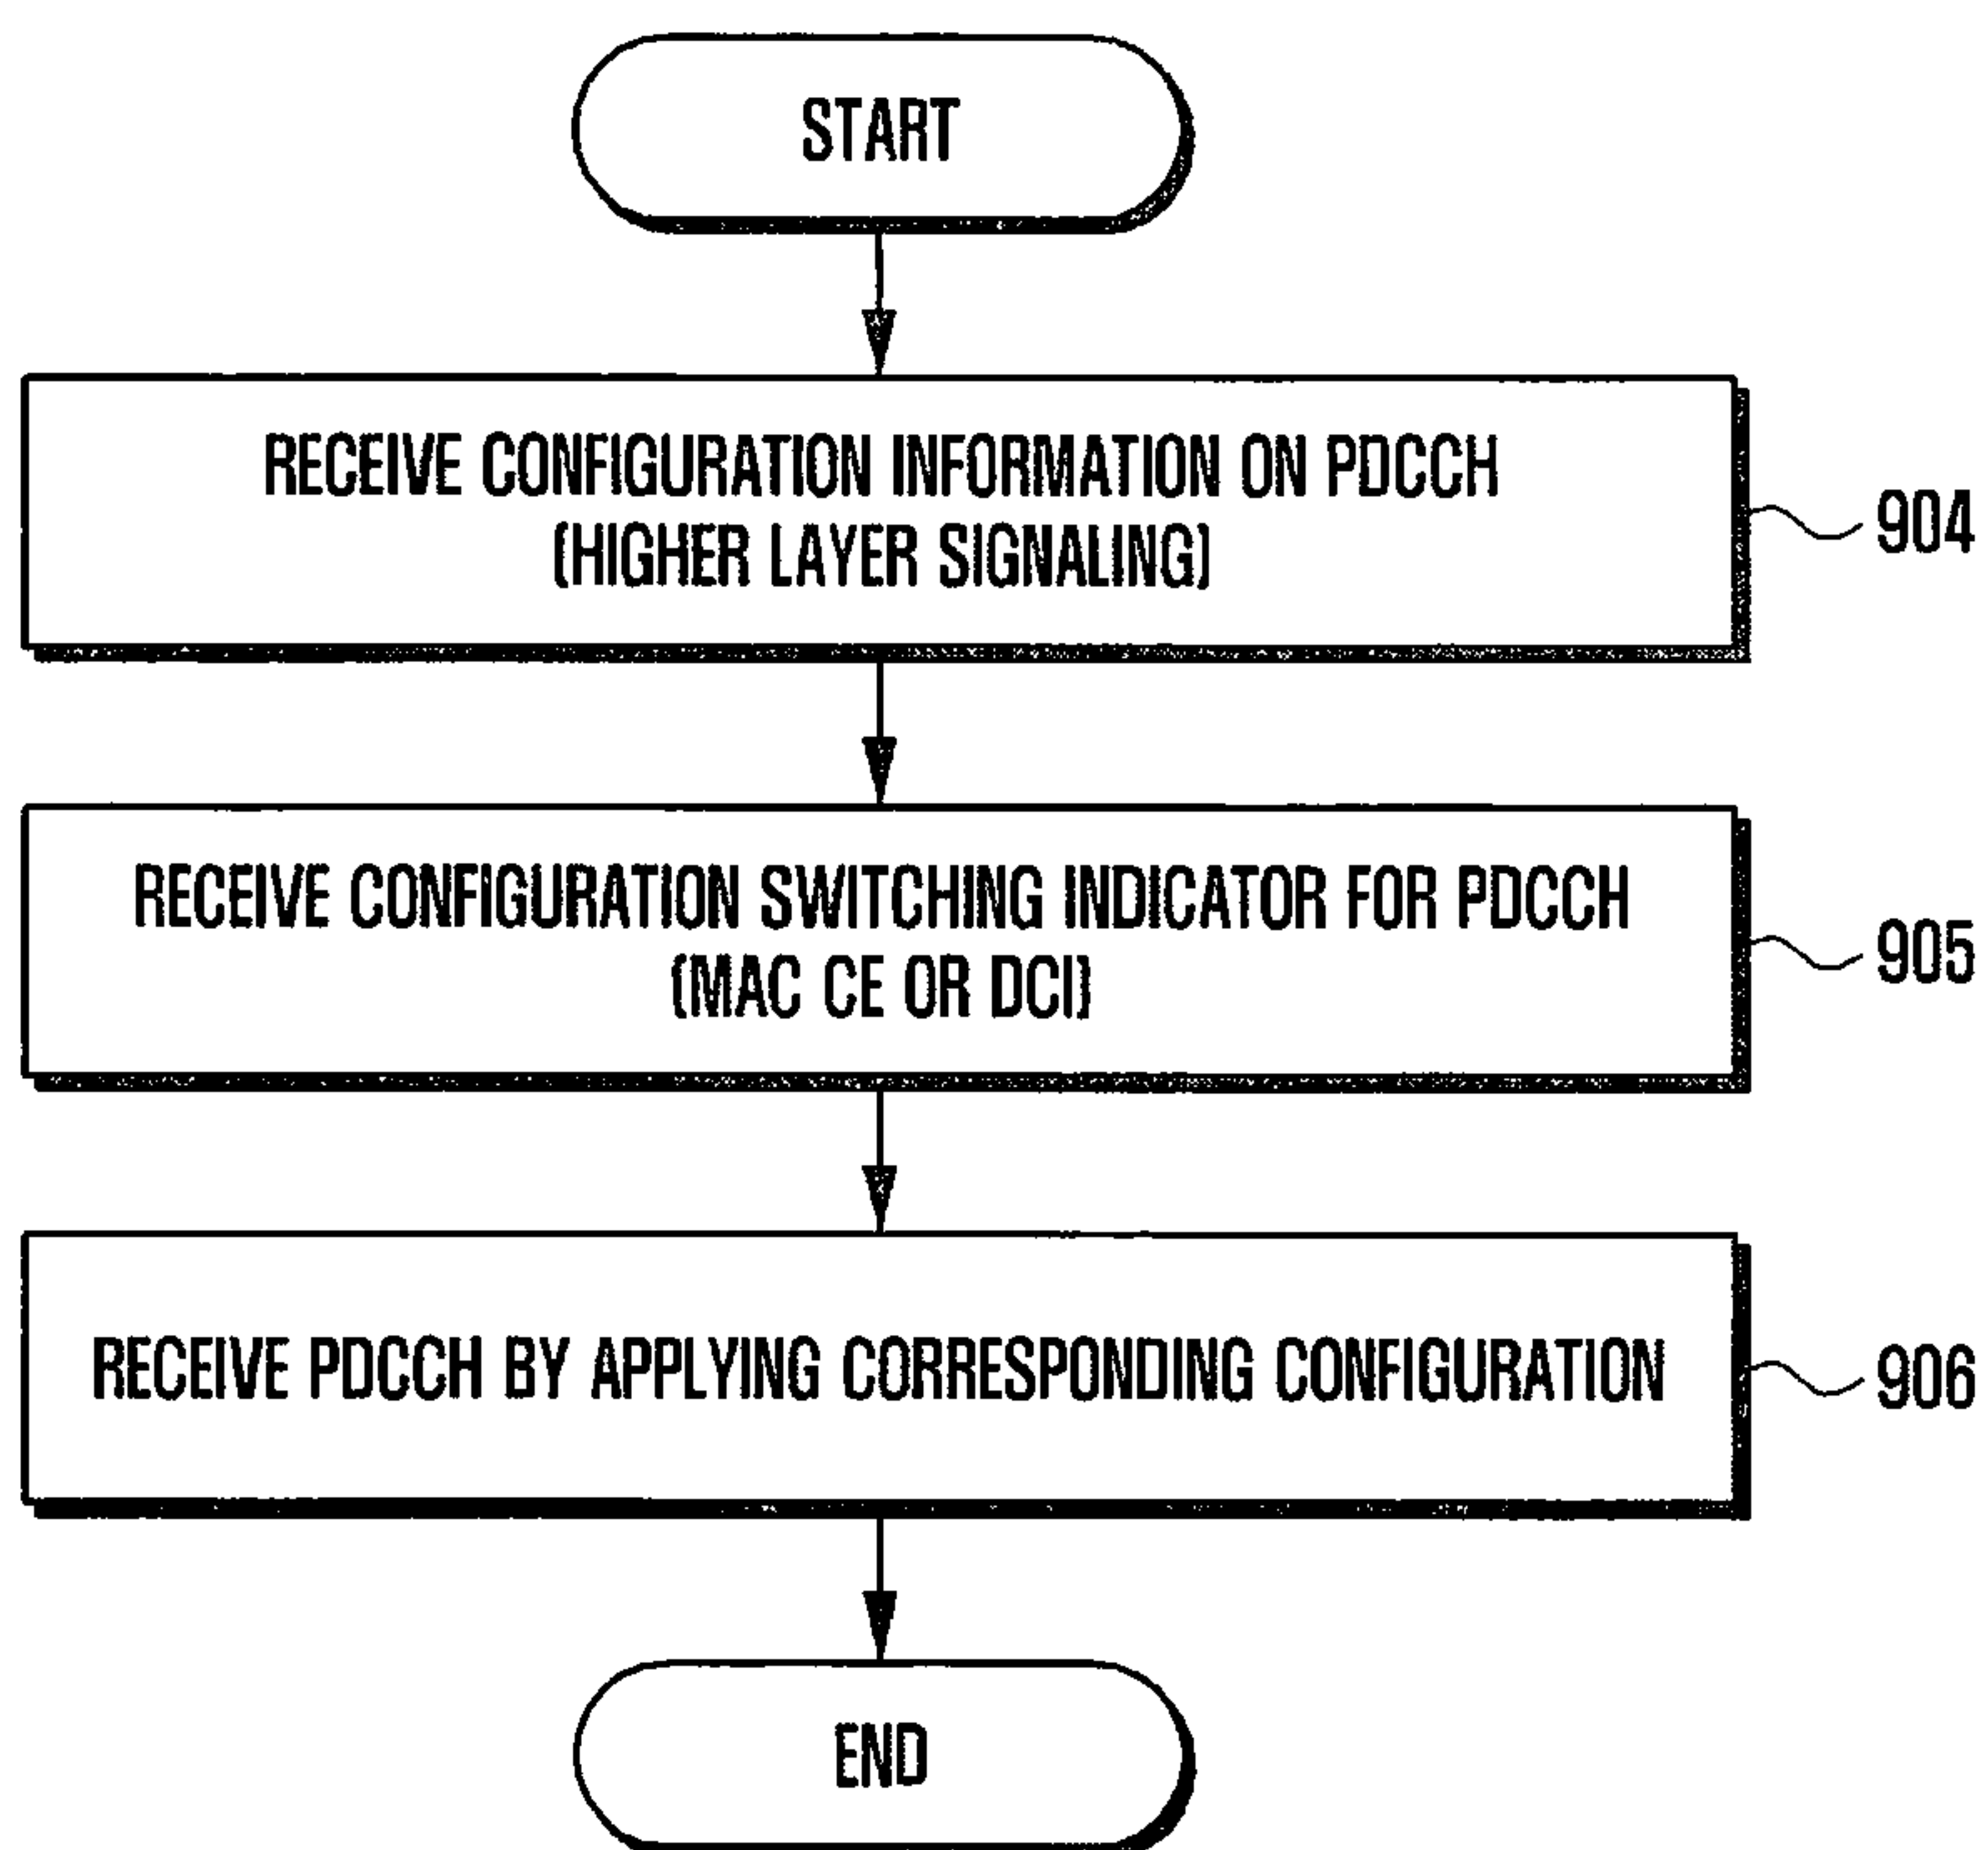 START
RECEIVE CONFIGURATION INFORMATION ON PDCCH
(HIGHER LAYER SIGNALING)
904
RECEIVE CONFIGURATION SWITCHING INDICATOR FOR PDCCH
(MAC CE OR DCI)
905
RECEIVE PDCCH BY APPLYING CORRESPONDING CONFIGURATION
906
END